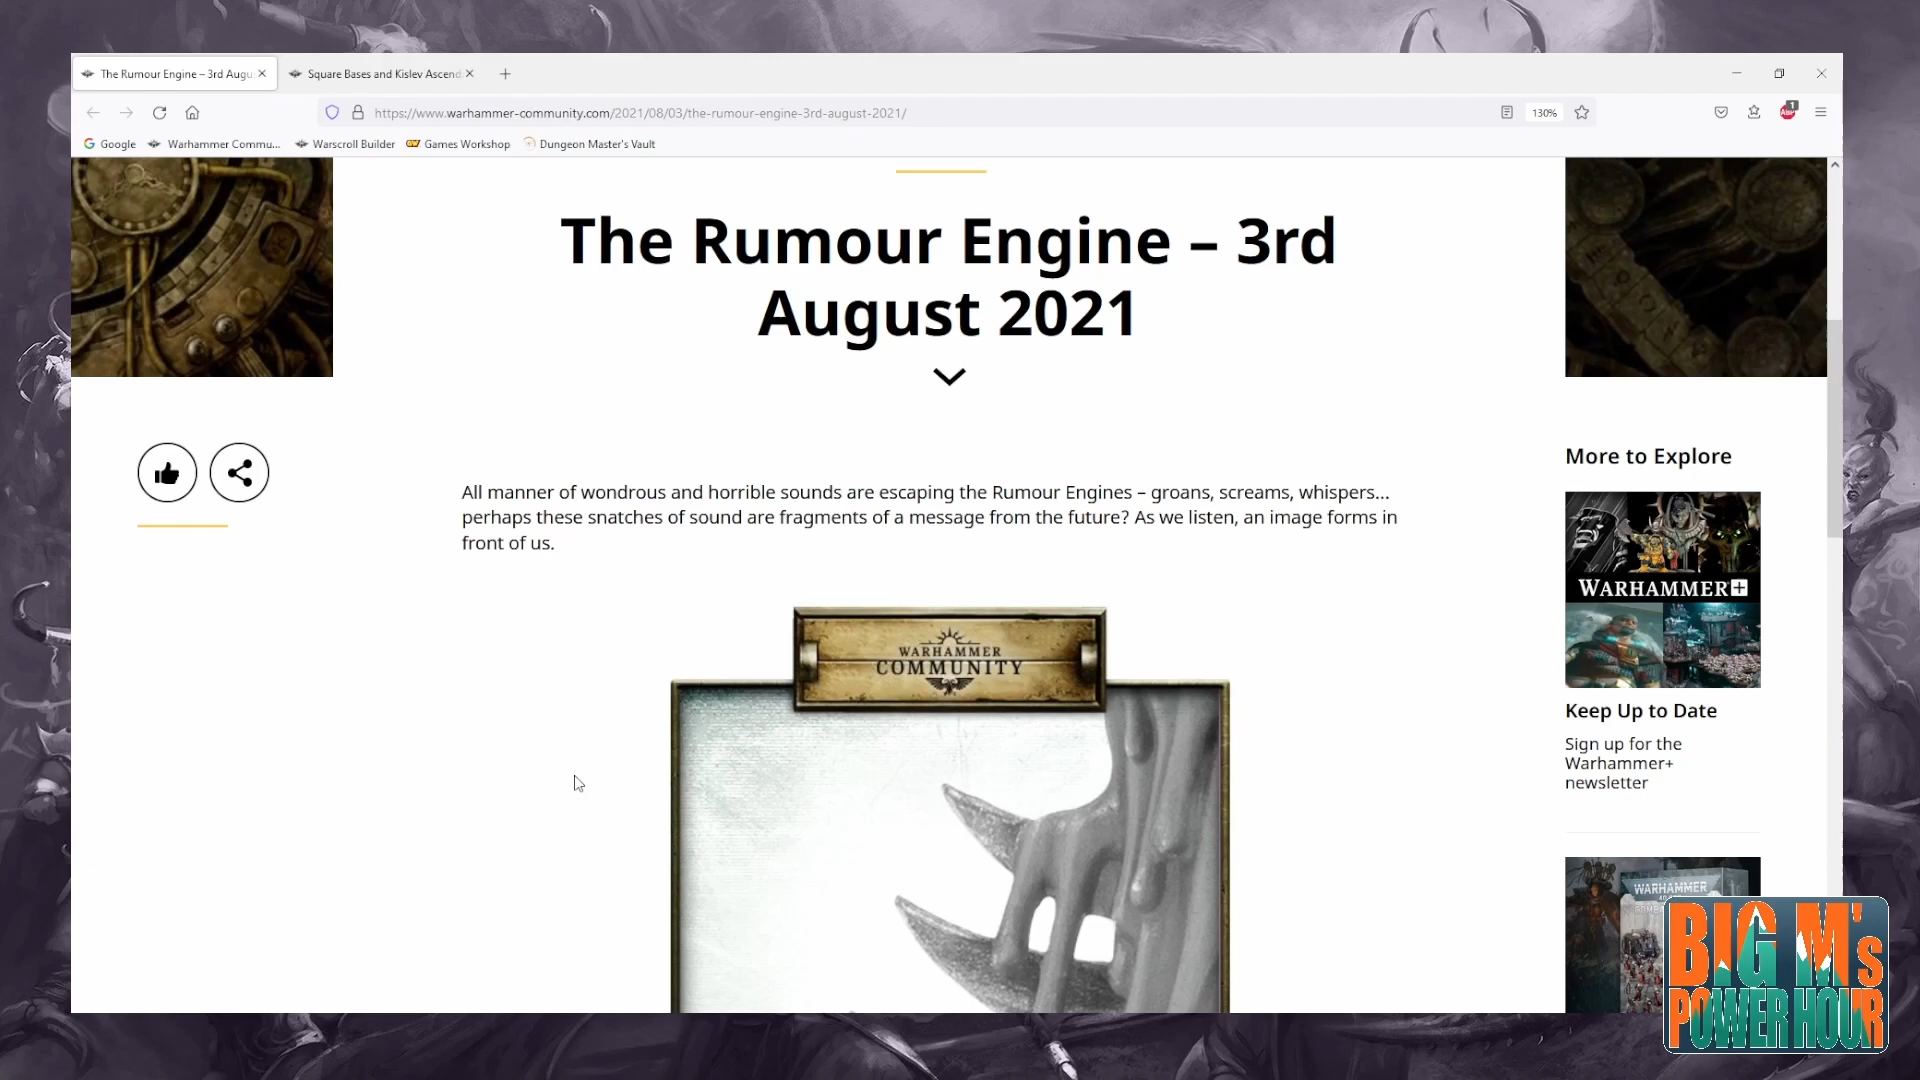 The Rumour Engine – 3rd Augu
Square Bases and Kislev Ascend
https://www.warhammer-community.com/2021/08/03/the-rumour-engine-3rd-august-2021/
130%
1
ABP
Google
Warhammer Commu...
Warscroll Builder
GW
Games Workshop
Dungeon Master's Vault
The Rumour Engine – 3rd
August 2021
All manner of wondrous and horrible sounds are escaping the Rumour Engines – groans, screams, whispers...
perhaps these snatches of sound are fragments of a message from the future? As we listen, an image forms in
front of us.
WARHAMMER
COMMUNITY
More to Explore
WARHAMMER+
Keep Up to Date
Sign up for the
Warhammer+
newsletter
WARHAMMER
BIG M's
POWER HOUR